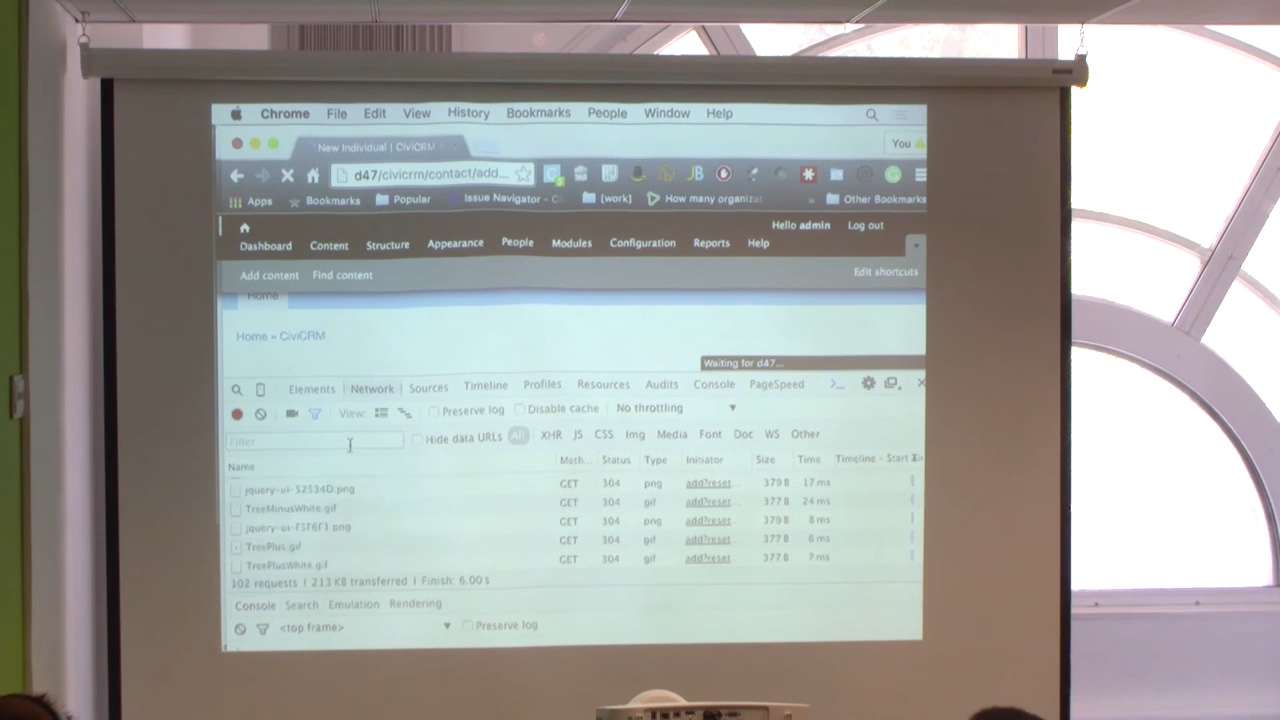 Chrome File Edit View History Bookmarks People Window Help
New Individual | CiviCRM
You
d47/civicrm/contact/add...
JB
Apps Bookmarks Popular Issue Navigator - C [work] How many organiza Other Bookmarks
Hello admin Log out
Dashboard Content Structure Appearance People Modules Configuration Reports Help
Add content Find content Edit shortcuts
Home
Home » CiviCRM
Waiting for d47...
Elements Network Sources Timeline Profiles Resources Audits Console PageSpeed
View: Preserve log Disable cache No throttling
Filter Hide data URLs All XHR JS CSS Img Media Font Doc WS Other
Name Meth... Status Type Initiator Size Time Timeline - Start
jquery-ui-52534D.png GET 304 png add?reset... 379 B 17 ms
TreeMinusWhite.gif GET 304 gif add?reset... 377 B 24 ms
jquery-ui-F5F6F1.png GET 304 png add?reset... 379 B 8 ms
TreePlus.gif GET 304 gif add?reset... 377 B 6 ms
TreePlusWhite.gif GET 304 gif add?reset... 377 B 7 ms
102 requests | 213 KB transferred | Finish: 6.00 s
Console Search Emulation Rendering
<top frame> Preserve log